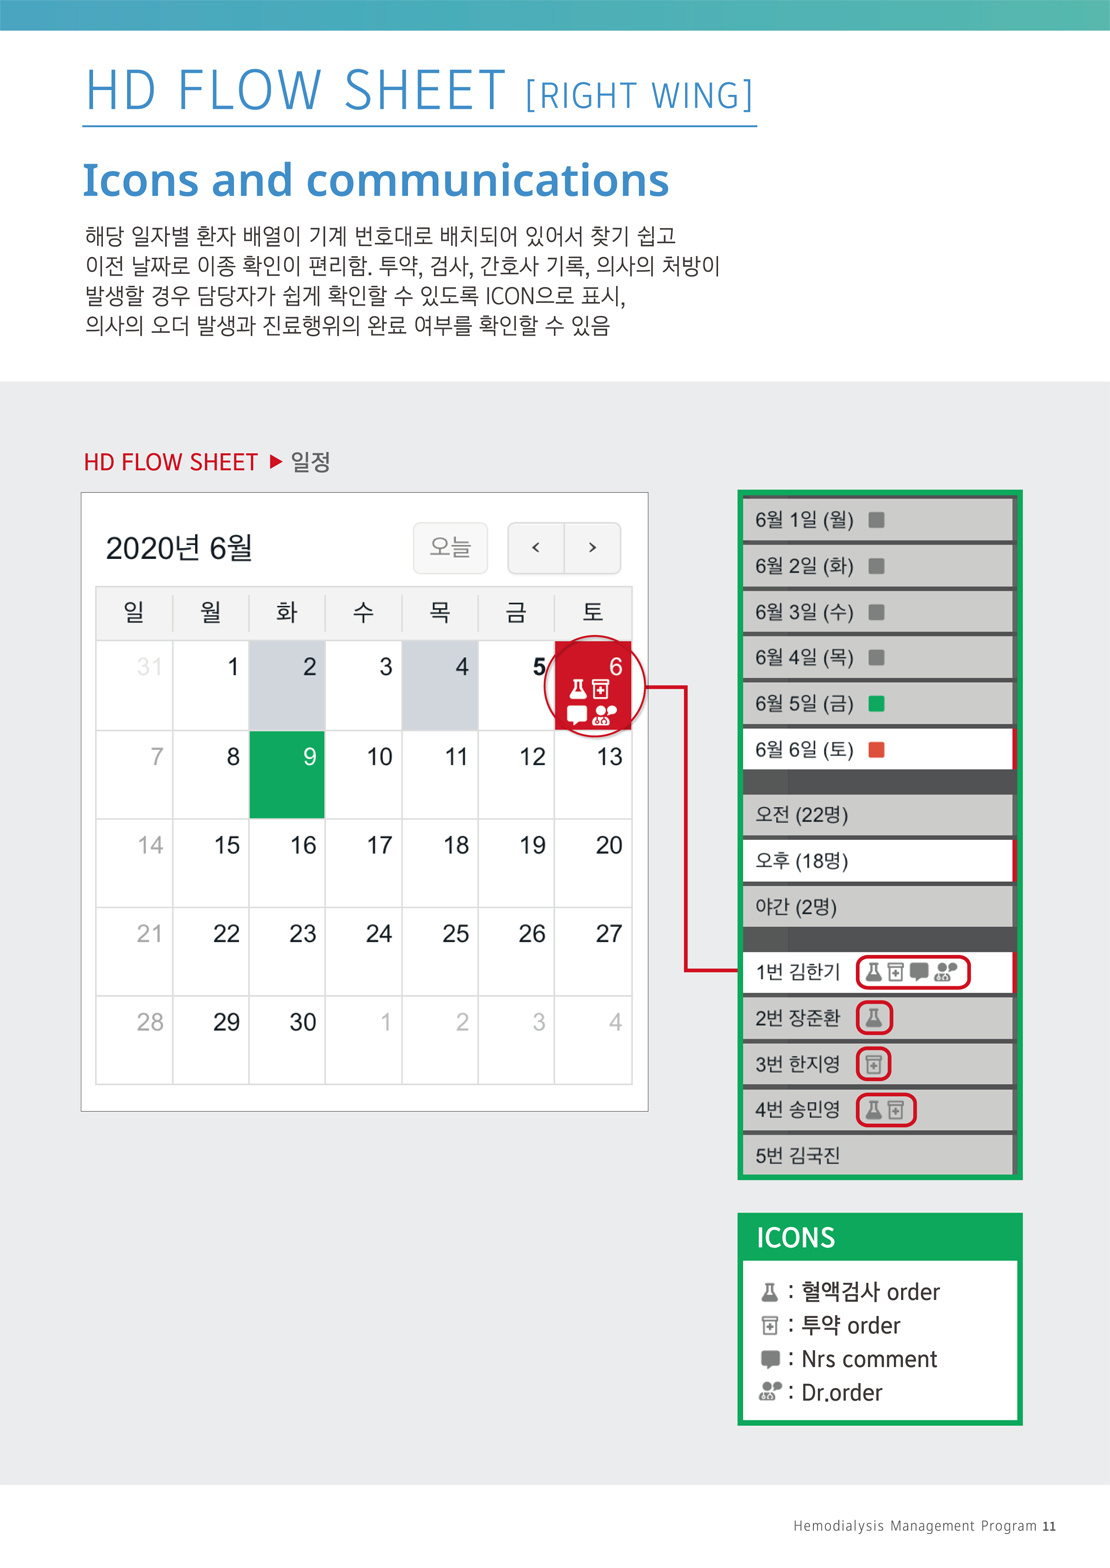 HD FLOW SHEET [RIGHT WING]
Icons and communications
해당 일자별 환자 배열이 기계 번호대로 배치되어 있어서 찾기 쉽고
이전 날짜로 이종 확인이 편리함. 투약, 검사, 간호사 기록, 의사의 처방이
발생할 경우 담당자가 쉽게 확인할 수 있도록 ICON으로 표시,
의사의 오더 발생과 진료행위의 완료 여부를 확인할 수 있음
HD FLOW SHEET ▶ 일정
2020년 6월 오늘 < >
일 월 화 수 목 금 토
31 1 2 3 4 5 6
7 8 9 10 11 12 13
14 15 16 17 18 19 20
21 22 23 24 25 26 27
28 29 30 1 2 3 4
6월 1일 (월)
6월 2일 (화)
6월 3일 (수)
6월 4일 (목)
6월 5일 (금)
6월 6일 (토)
오전 (22명)
오후 (18명)
야간 (2명)
1번 김한기
2번 장준환
3번 한지영
4번 송민영
5번 김국진
ICONS
: 혈액검사 order
: 투약 order
: Nrs comment
: Dr.order
Hemodialysis Management Program 11